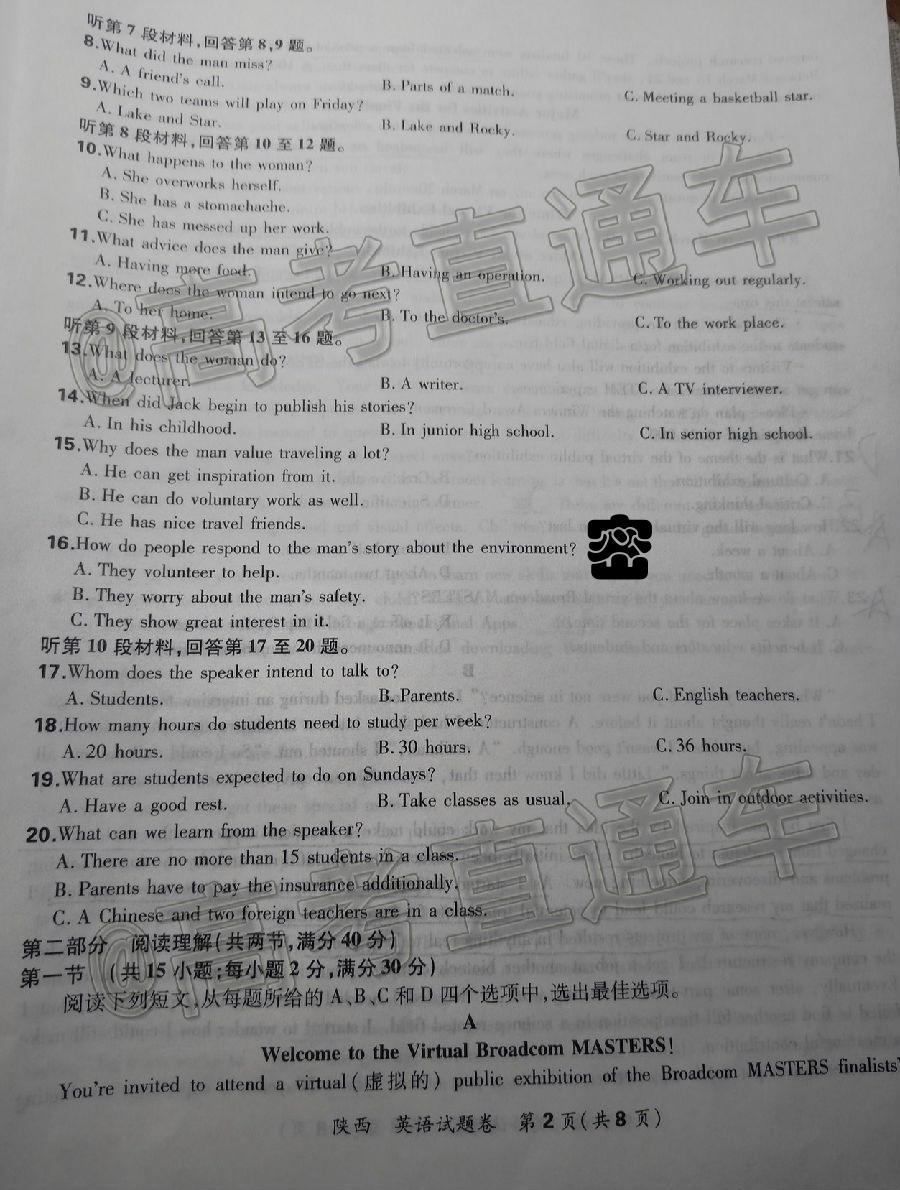 听第7段材料,回答第8,9题。
8.What did the man miss?
A. A friend's call. B. Parts of a match. C. Meeting a basketball star.
9.Which two teams will play on Friday?
A. Lake and Star. B. Lake and Rocky. C. Star and Rocky.
听第8段材料,回答第10至12题。
10.What happens to the woman?
A. She overworks herself.
B. She has a stomachache.
C. She has messed up her work.
11.What advice does the man give?
A. Having more food. B. Having an operation. C. Working out regularly.
12.Where does the woman intend to go next?
A. To her home. B. To the doctor's. C. To the work place.
听第9段材料,回答第13至16题。
13.What does the woman do?
A. A lecturer. B. A writer. C. A TV interviewer.
14.When did Jack begin to publish his stories?
A. In his childhood. B. In junior high school. C. In senior high school.
15.Why does the man value traveling a lot?
A. He can get inspiration from it.
B. He can do voluntary work as well.
C. He has nice travel friends.
16.How do people respond to the man's story about the environment?
A. They volunteer to help.
B. They worry about the man's safety.
C. They show great interest in it.
听第10段材料,回答第17至20题。
17.Whom does the speaker intend to talk to?
A. Students. B. Parents. C. English teachers.
18.How many hours do students need to study per week?
A. 20 hours. B. 30 hours. C. 36 hours.
19.What are students expected to do on Sundays?
A. Have a good rest. B. Take classes as usual. C. Join in outdoor activities.
20.What can we learn from the speaker?
A. There are no more than 15 students in a class.
B. Parents have to pay the insurance additionally.
C. A Chinese and two foreign teachers are in a class.
第二部分 阅读理解(共两节,满分40分)
第一节 (共15小题;每小题2分,满分30分)
阅读下列短文,从每题所给的A、B、C和D四个选项中,选出最佳选项。
A
Welcome to the Virtual Broadcom MASTERS!
You're invited to attend a virtual(虚拟的) public exhibition of the Broadcom MASTERS finalists'
陕西 英语试题卷 第2页(共8页)
@高考直通车
@高考直通车